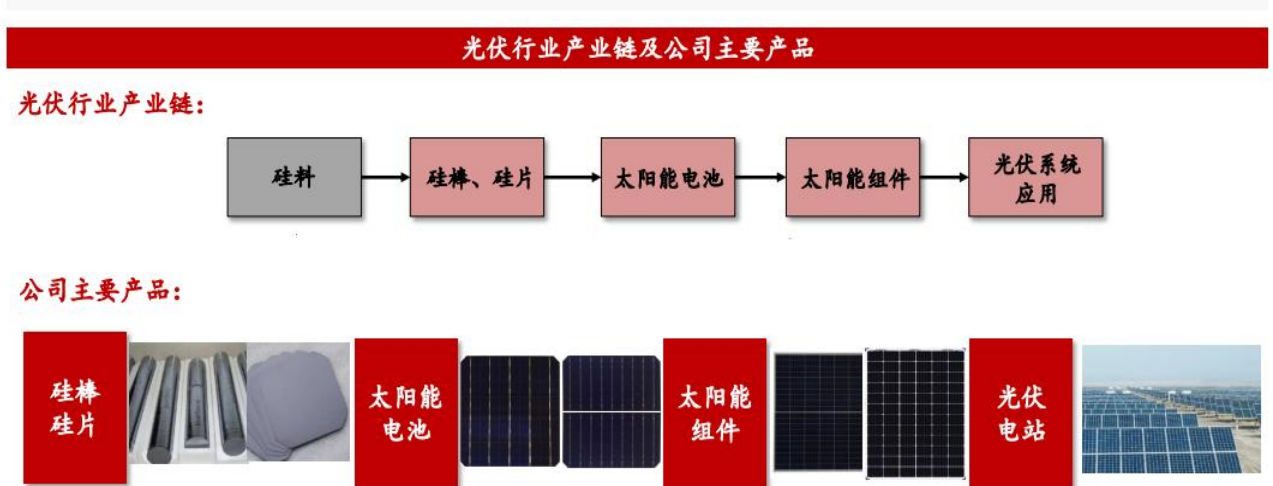 光伏行业产业链及公司主要产品
光伏行业产业链:
硅料
硅棒、硅片
太阳能电池
太阳能组件
光伏系统
应用
公司主要产品:
硅棒
硅片
太阳能
电池
太阳能
组件
光伏
电站